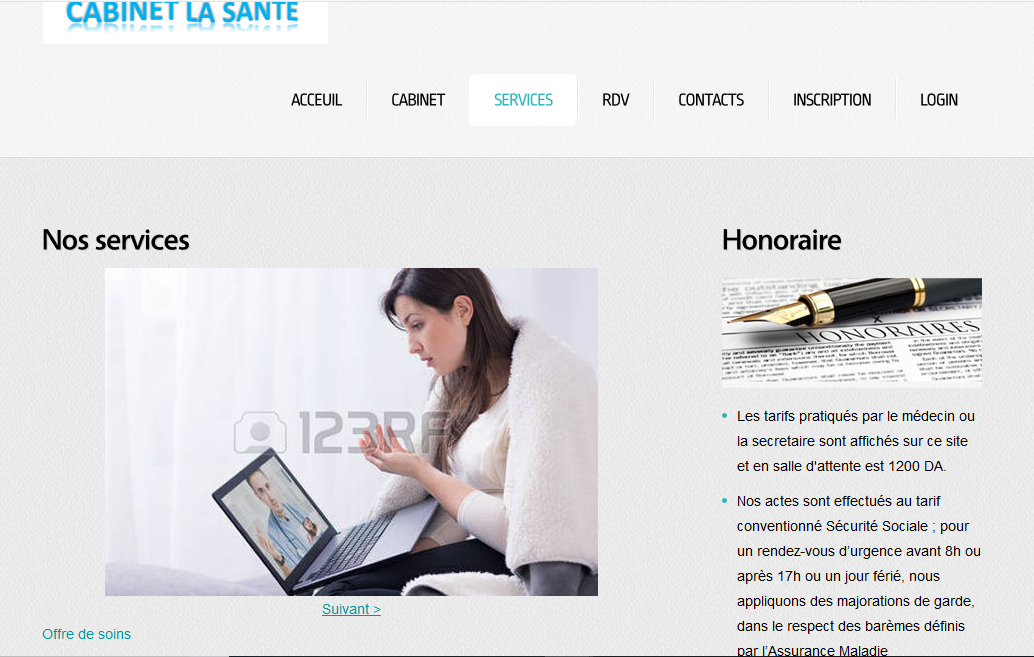 CABINET LA SANTE
ACCEUIL CABINET SERVICES RDV CONTACTS INSCRIPTION LOGIN
Nos services
123RF
Suivant >
Offre de soins
Honoraire
HONORAIRES
Les tarifs pratiqués par le médecin ou
la secretaire sont affichés sur ce site
et en salle d'attente est 1200 DA.
Nos actes sont effectués au tarif
conventionné Sécurité Sociale ; pour
un rendez-vous d’urgence avant 8h ou
après 17h ou un jour férié, nous
appliquons des majorations de garde,
dans le respect des barèmes définis
par l’Assurance Maladie